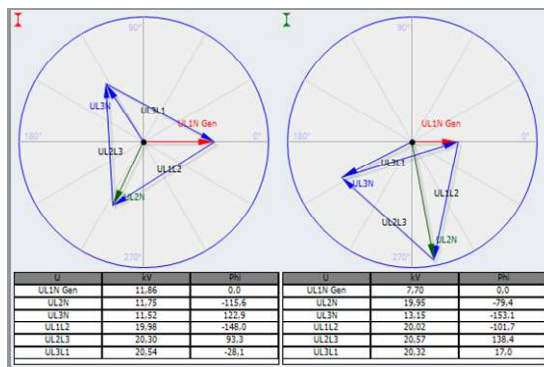 90°
UL3N
UL3L1
UL1N Gen
180°
0°
UL2L3
UL1L2
UL2N
270°
U kV Phi
UL1N Gen 11,86 0,0
UL2N 11,75 -115,6
UL3N 11,52 122,9
UL1L2 19,98 -148,0
UL2L3 20,30 93,3
UL3L1 20,54 -28,1
90°
UL1N Gen
180°
0°
UL3L1
UL3N
UL1L2
UL2L3
UL2N
270°
U kV Phi
UL1N Gen 7,70 0,0
UL2N 19,95 -79,4
UL3N 13,15 -153,1
UL1L2 20,02 -101,7
UL2L3 20,57 138,4
UL3L1 20,32 17,0